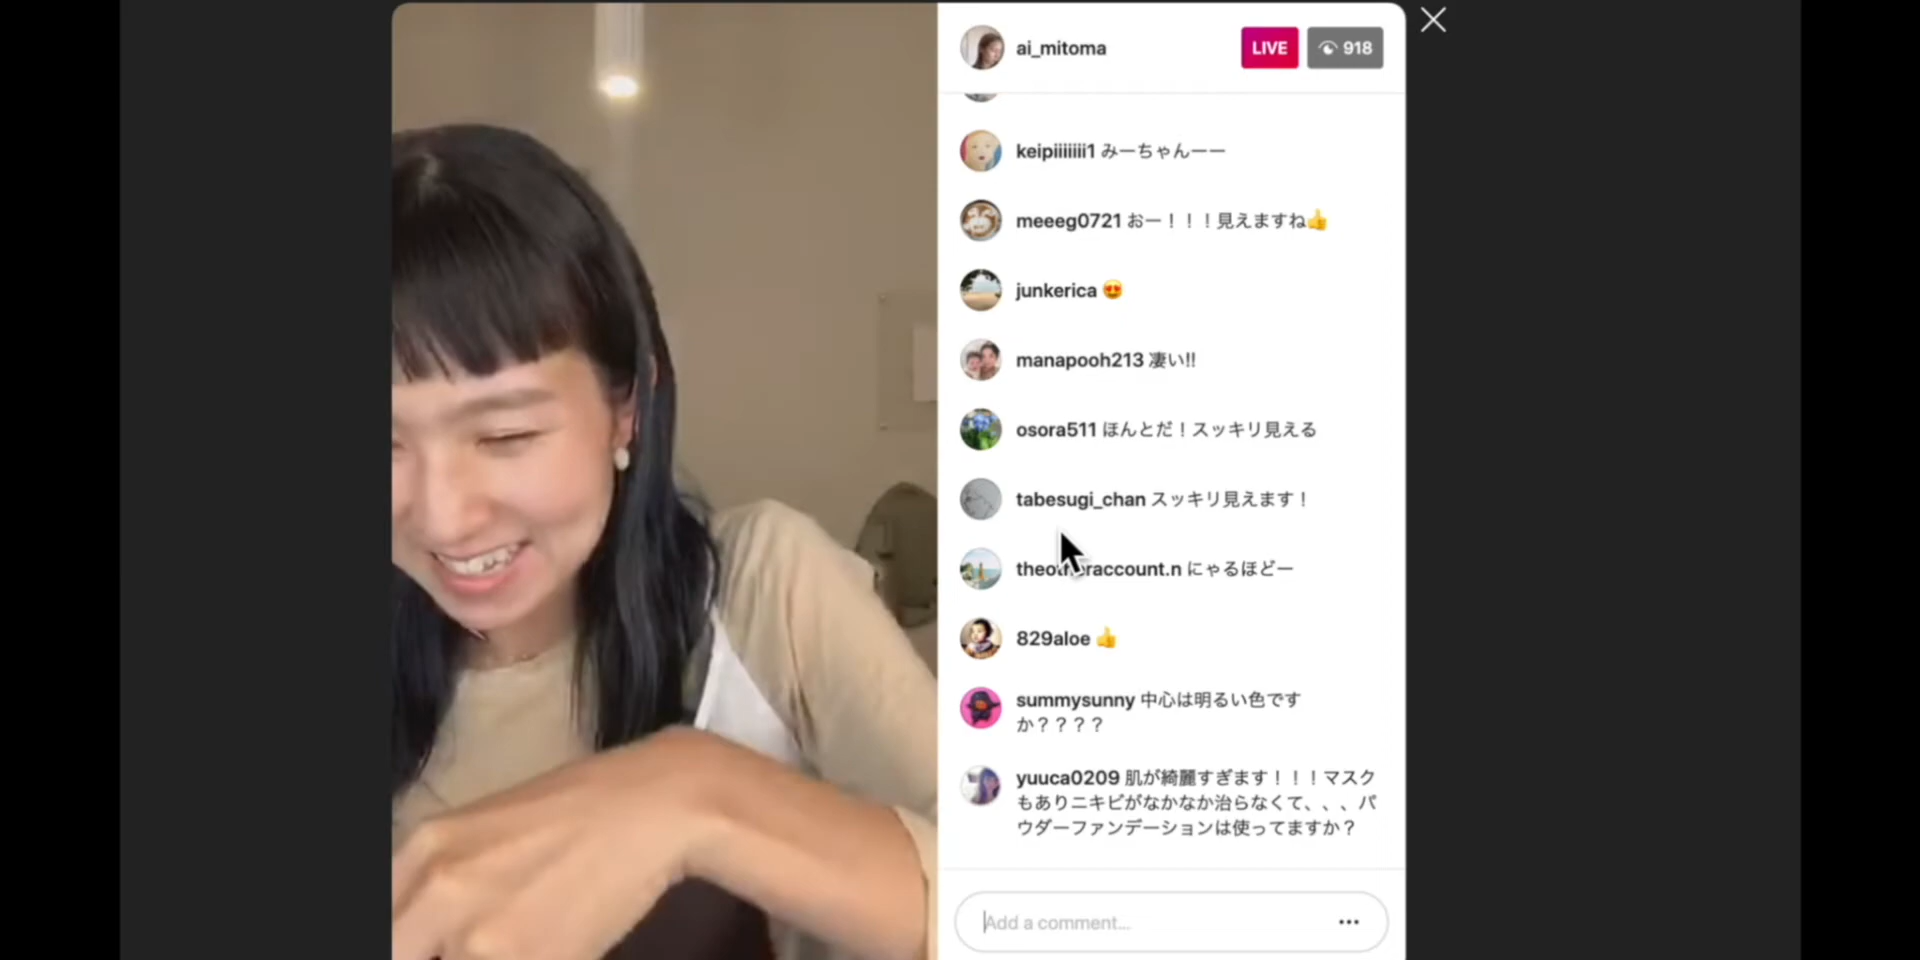 ai_mitoma
LIVE
918
keipiiiiiii1 みーちゃんーー
meeeg0721 おー！！！見えますね👍
junkerica 😍
manapooh213 凄い!!
osora511 ほんとだ！スッキリ見える
tabesugi_chan スッキリ見えます！
にゃるほどー
829aloe 👍
summysunny 中心は明るい色です
か？？？？
yuuca0209 肌が綺麗すぎます！！！マスク
もありニキビがなかなか治らなくて、、、パ
ウダーファンデーションは使ってますか？
Add a comment...